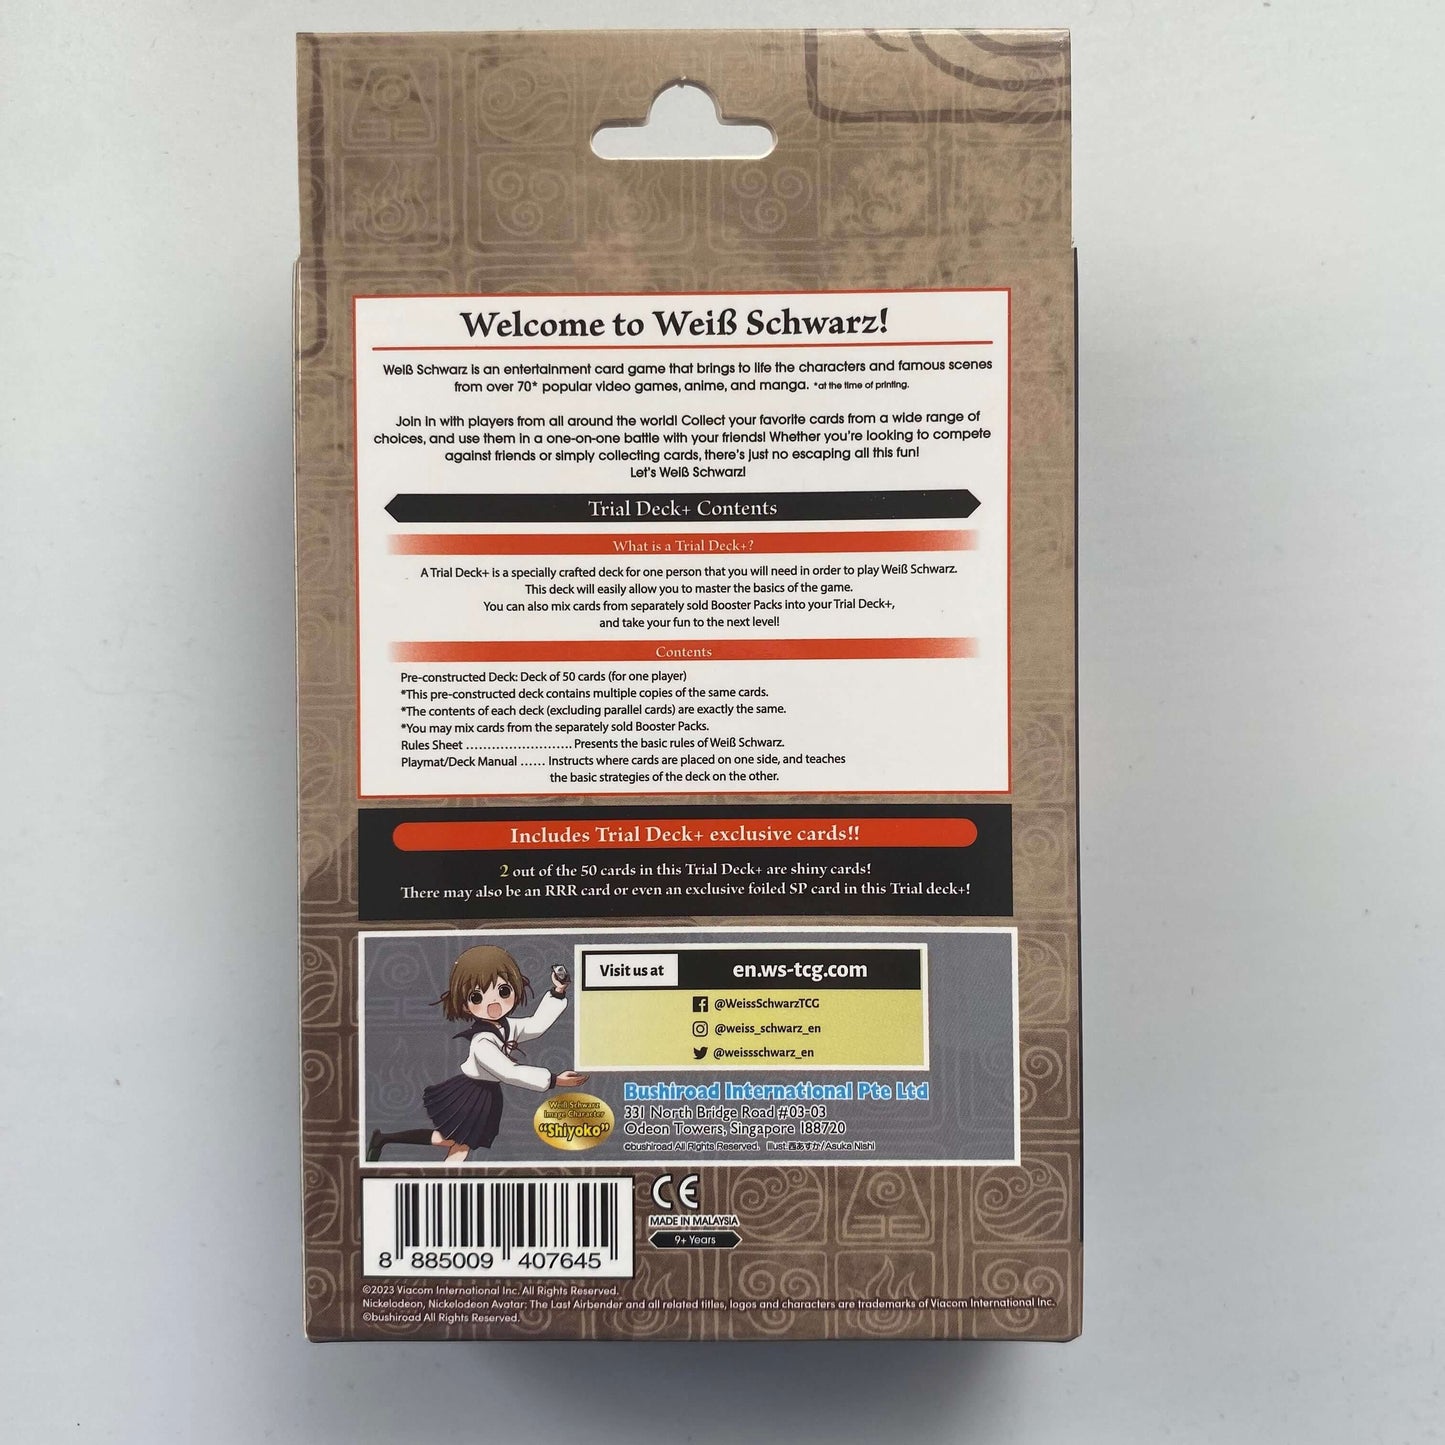 Welcome to Weiß Schwarz!
Weiß Schwarz is an entertainment card game that brings to life the characters and famous scenes
from over 70* popular video games, anime, and manga. *at the time of printing.
Join in with players from all around the world! Collect your favorite cards from a wide range of
choices, and use them in a one-on-one battle with your friends! Whether you're looking to compete
against friends or simply collecting cards, there's just no escaping all this fun!
Let's Weiß Schwarz!
Trial Deck+ Contents
What is a Trial Deck+?
A Trial Deck+ is a specially crafted deck for one person that you will need in order to play Weiß Schwarz.
This deck will easily allow you to master the basics of the game.
You can also mix cards from separately sold Booster Packs into your Trial Deck+,
and take your fun to the next level!
Contents
Pre-constructed Deck: Deck of 50 cards (for one player)
*This pre-constructed deck contains multiple copies of the same cards.
*The contents of each deck (excluding parallel cards) are exactly the same.
*You may mix cards from the separately sold Booster Packs.
Rules Sheet ......................... Presents the basic rules of Weiß Schwarz.
Playmat/Deck Manual ...... Instructs where cards are placed on one side, and teaches
the basic strategies of the deck on the other.
Includes Trial Deck+ exclusive cards!!
2 out of the 50 cards in this Trial Deck+ are shiny cards!
There may also be an RRR card or even an exclusive foiled SP card in this Trial deck+!
Visit us at en.ws-tcg.com
@WeissSchwarzTCG
@weiss_schwarz_en
@weissschwarz_en
Weiß Schwarz
Image Character
"Shiyoko"
Bushiroad International Pte Ltd
331 North Bridge Road #03-03
Odeon Towers, Singapore 188720
©bushiroad All Rights Reserved. illust.西あすか/Asuka Nishi
CE
MADE IN MALAYSIA
9+ Years
8 885009 407645
©2023 Viacom International Inc. All Rights Reserved.
Nickelodeon, Nickelodeon Avatar: The Last Airbender and all related titles, logos and characters are trademarks of Viacom International Inc.
©bushiroad All Rights Reserved.